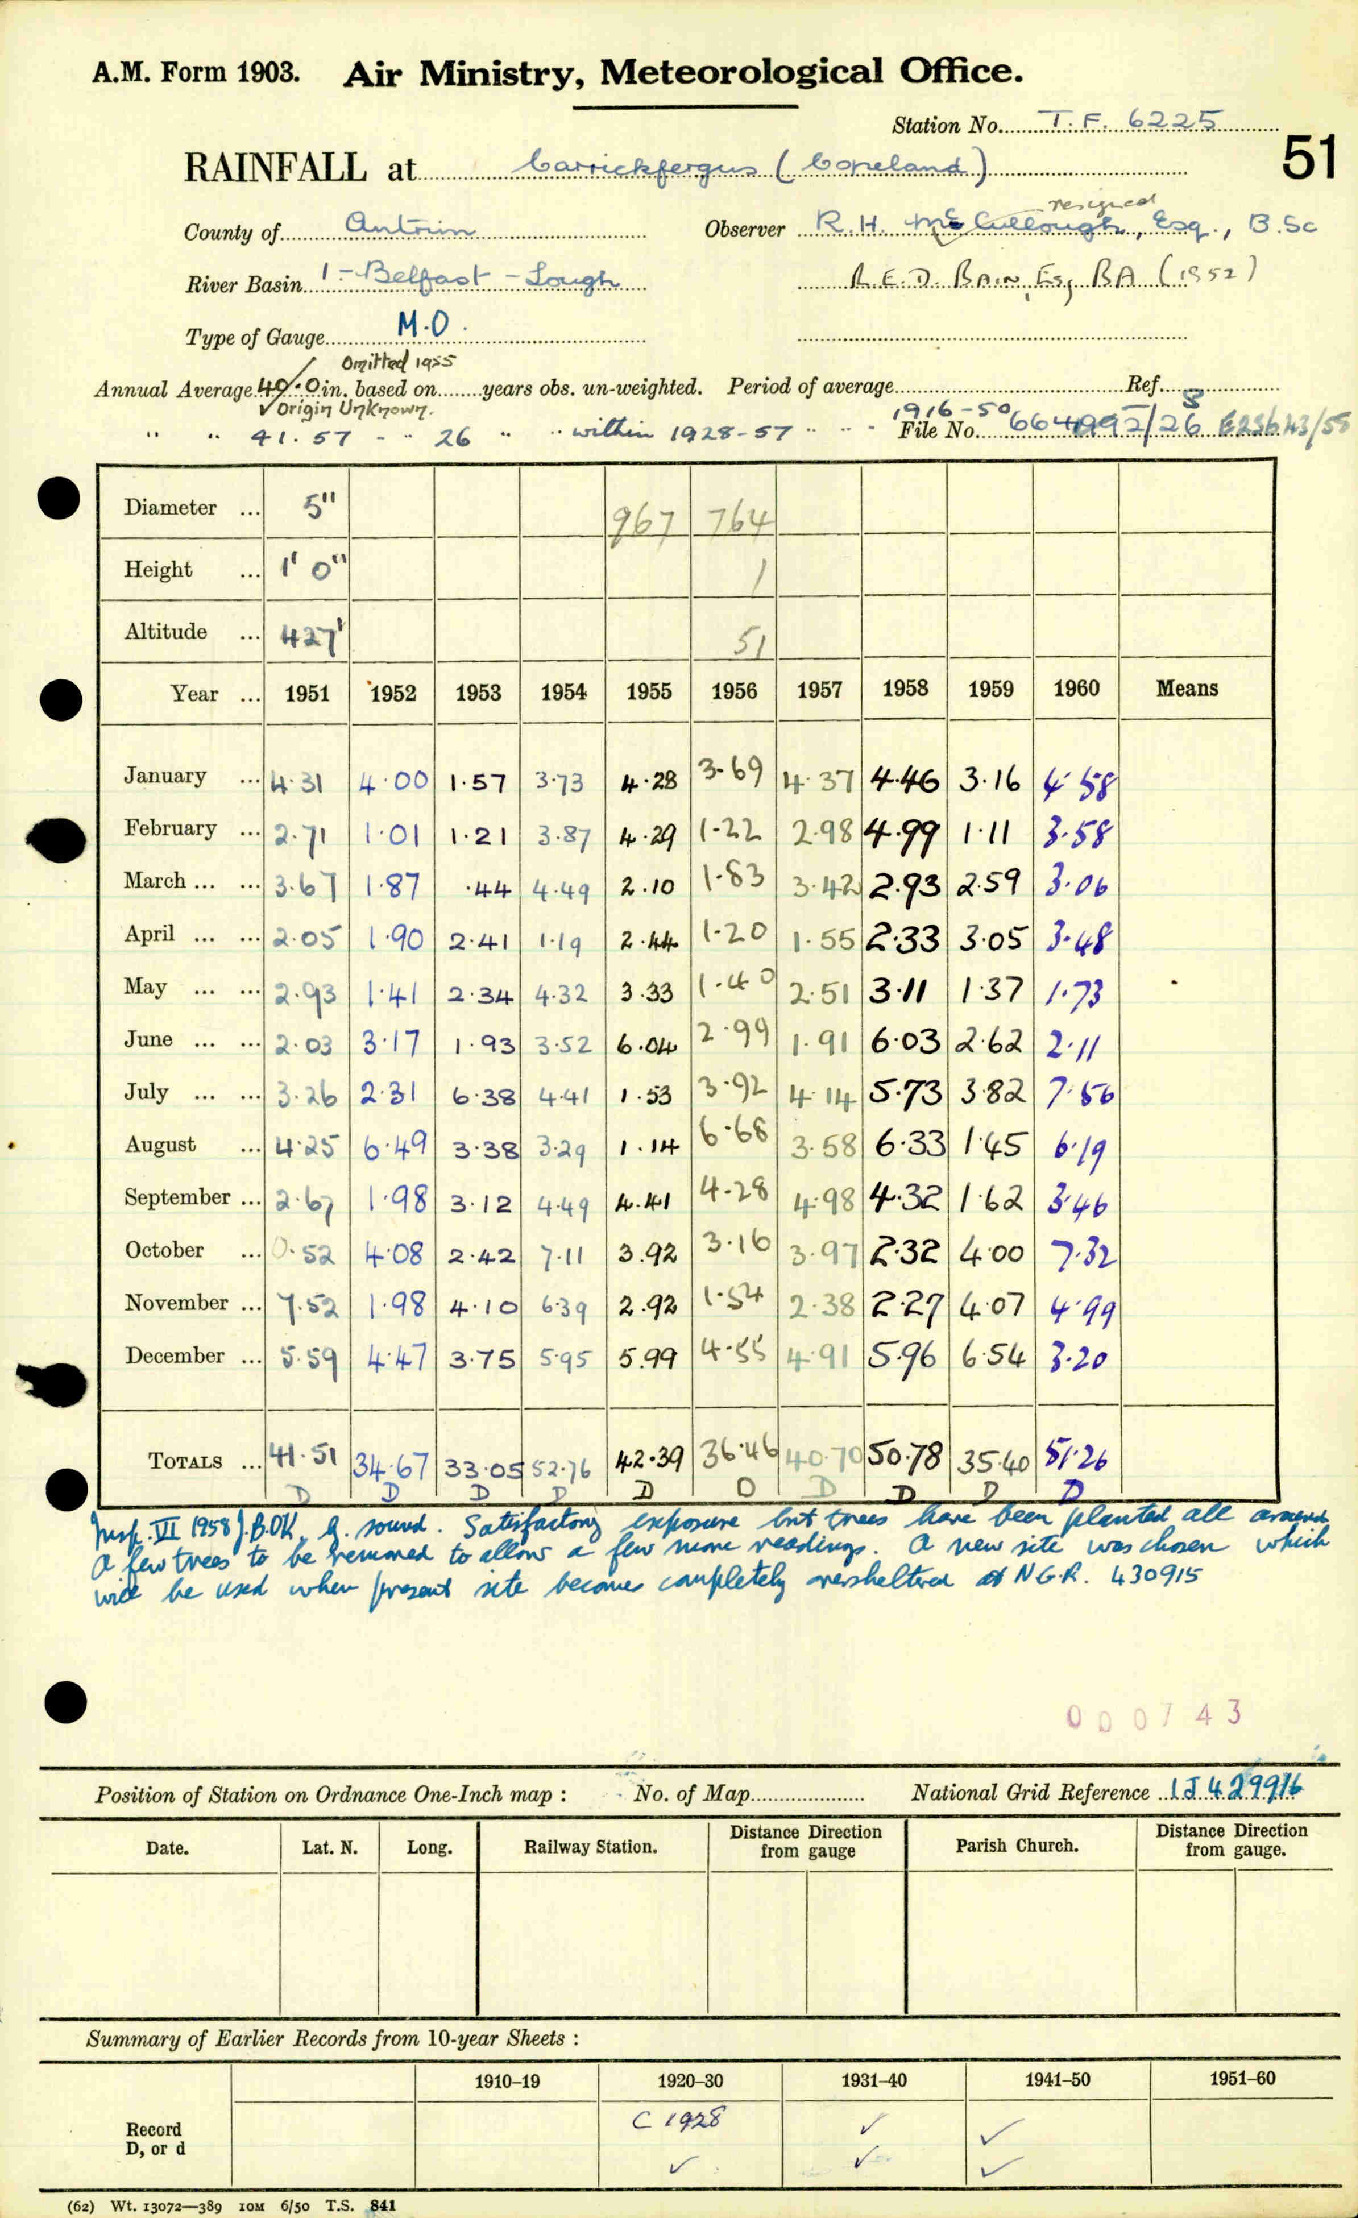 A.M. Form 1903. Air Ministry, Meteorological Office.
Station No. T.F. 6225
51
RAINFALL at Carrickfergus (Copeland)
resigned
County of Antrim Observer R.H. McCullough, Esq., B.Sc
River Basin 1 - Belfast - Lough R.E.D. BAIN, Esq BA (1952)
Type of Gauge M.O.
Omitted 1955
Annual Average 40.0 in. based on years obs. un-weighted. Period of average Ref.
✓ Origin Unknown. 1916-50
" " 41.57 - " 26 " " within 1928-57 " " - File No.
Diameter ... 5" 967 764
Height ... 1' 0" 1
Altitude ... 427' 51
Year ... 1951 1952 1953 1954 1955 1956 1957 1958 1959 1960 Means
January ... 4.31 4.00 1.57 3.73 4.28 3.69 4.37 4.46 3.16 4.58
February ... 2.71 1.01 1.21 3.87 4.29 1.22 2.98 4.99 1.11 3.58
March ... ... 3.67 1.87 .44 4.49 2.10 1.83 3.42 2.93 2.59 3.06
April ... ... 2.05 1.90 2.41 1.19 2.44 1.20 1.55 2.33 3.05 3.48
May ... ... 2.93 1.41 2.34 4.32 3.33 1.40 2.51 3.11 1.37 1.73
June ... ... 2.03 3.17 1.93 3.52 6.04 2.99 1.91 6.03 2.62 2.11
July ... ... 3.26 2.31 6.38 4.41 1.53 3.92 4.14 5.73 3.82 7.56
August ... 4.25 6.49 3.38 3.29 1.14 6.68 3.58 6.33 1.45 6.19
September ... 2.67 1.98 3.12 4.49 4.41 4.28 4.98 4.32 1.62 3.46
October ... 0.52 4.08 2.42 7.11 3.92 3.16 3.97 2.32 4.00 7.32
November ... 7.52 1.98 4.10 6.39 2.92 1.54 2.38 2.27 4.07 4.99
December ... 5.59 4.47 3.75 5.95 5.99 4.55 4.91 5.96 6.54 3.20
TOTALS ... 41.51 34.67 33.05 52.76 42.39 36.46 40.70 50.78 35.40 51.26
D D D D D D D D D D
Insp. VI 1958 J.B.OK. G. sound. Satisfactory exposure but trees have been planted all around
A few trees to be removed to allow a few more readings. A new site was chosen which
will be used when present site becomes completely oversheltered at N.G.R. 430915
000743
Position of Station on Ordnance One-Inch map : No. of Map National Grid Reference IJ 429916
Date. Lat. N. Long. Railway Station. Distance Direction from gauge Parish Church. Distance Direction from gauge.
Summary of Earlier Records from 10-year Sheets :
1910–19 1920–30 1931–40 1941–50 1951–60
Record C 1928 ✓ ✓
D, or d ✓ ✓ ✓
(62) Wt. 13072—389 10M 6/50 T.S. 841